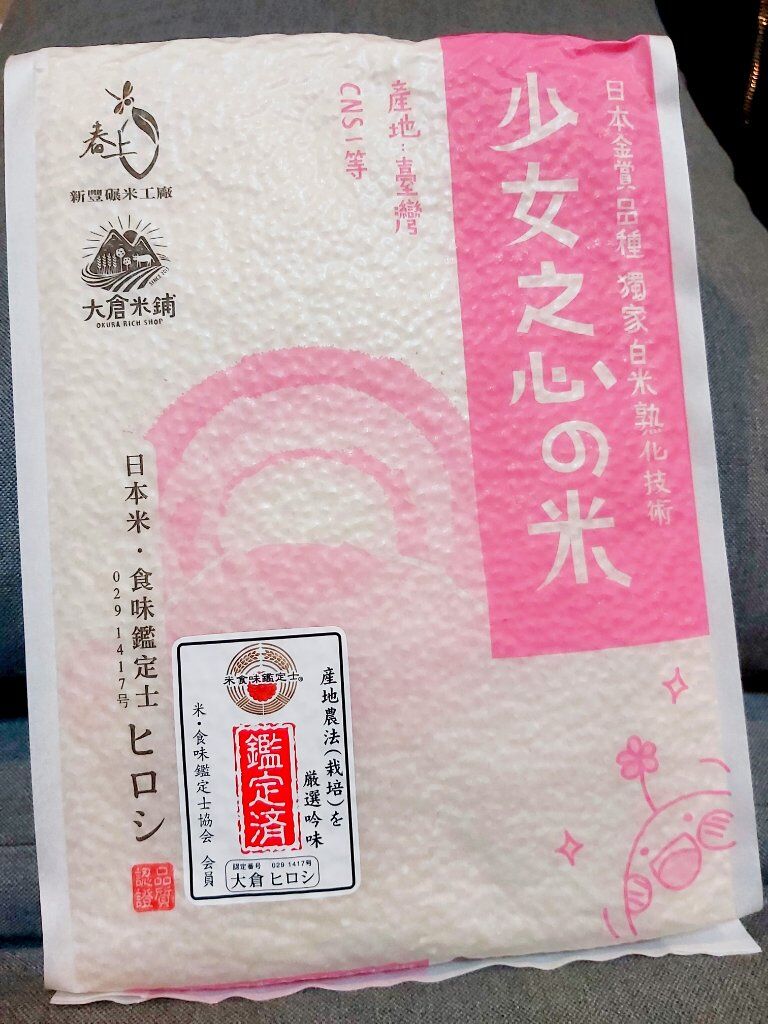 日本金賞品種 獨家白米熟化技術
少女之心の米
產地：臺灣
CNS一等
春上
新豐碾米工廠
SINCE 2017
大倉米鋪
OKURA RICH SHOP
日本米・食味鑑定士 ヒロシ
029 1417号
品質認證
米食味鑑定士®
産地農法(栽培)を
厳選吟味
鑑定済
米・食味鑑定士協会 会員
認定番号 029 1417号
大倉 ヒロシ